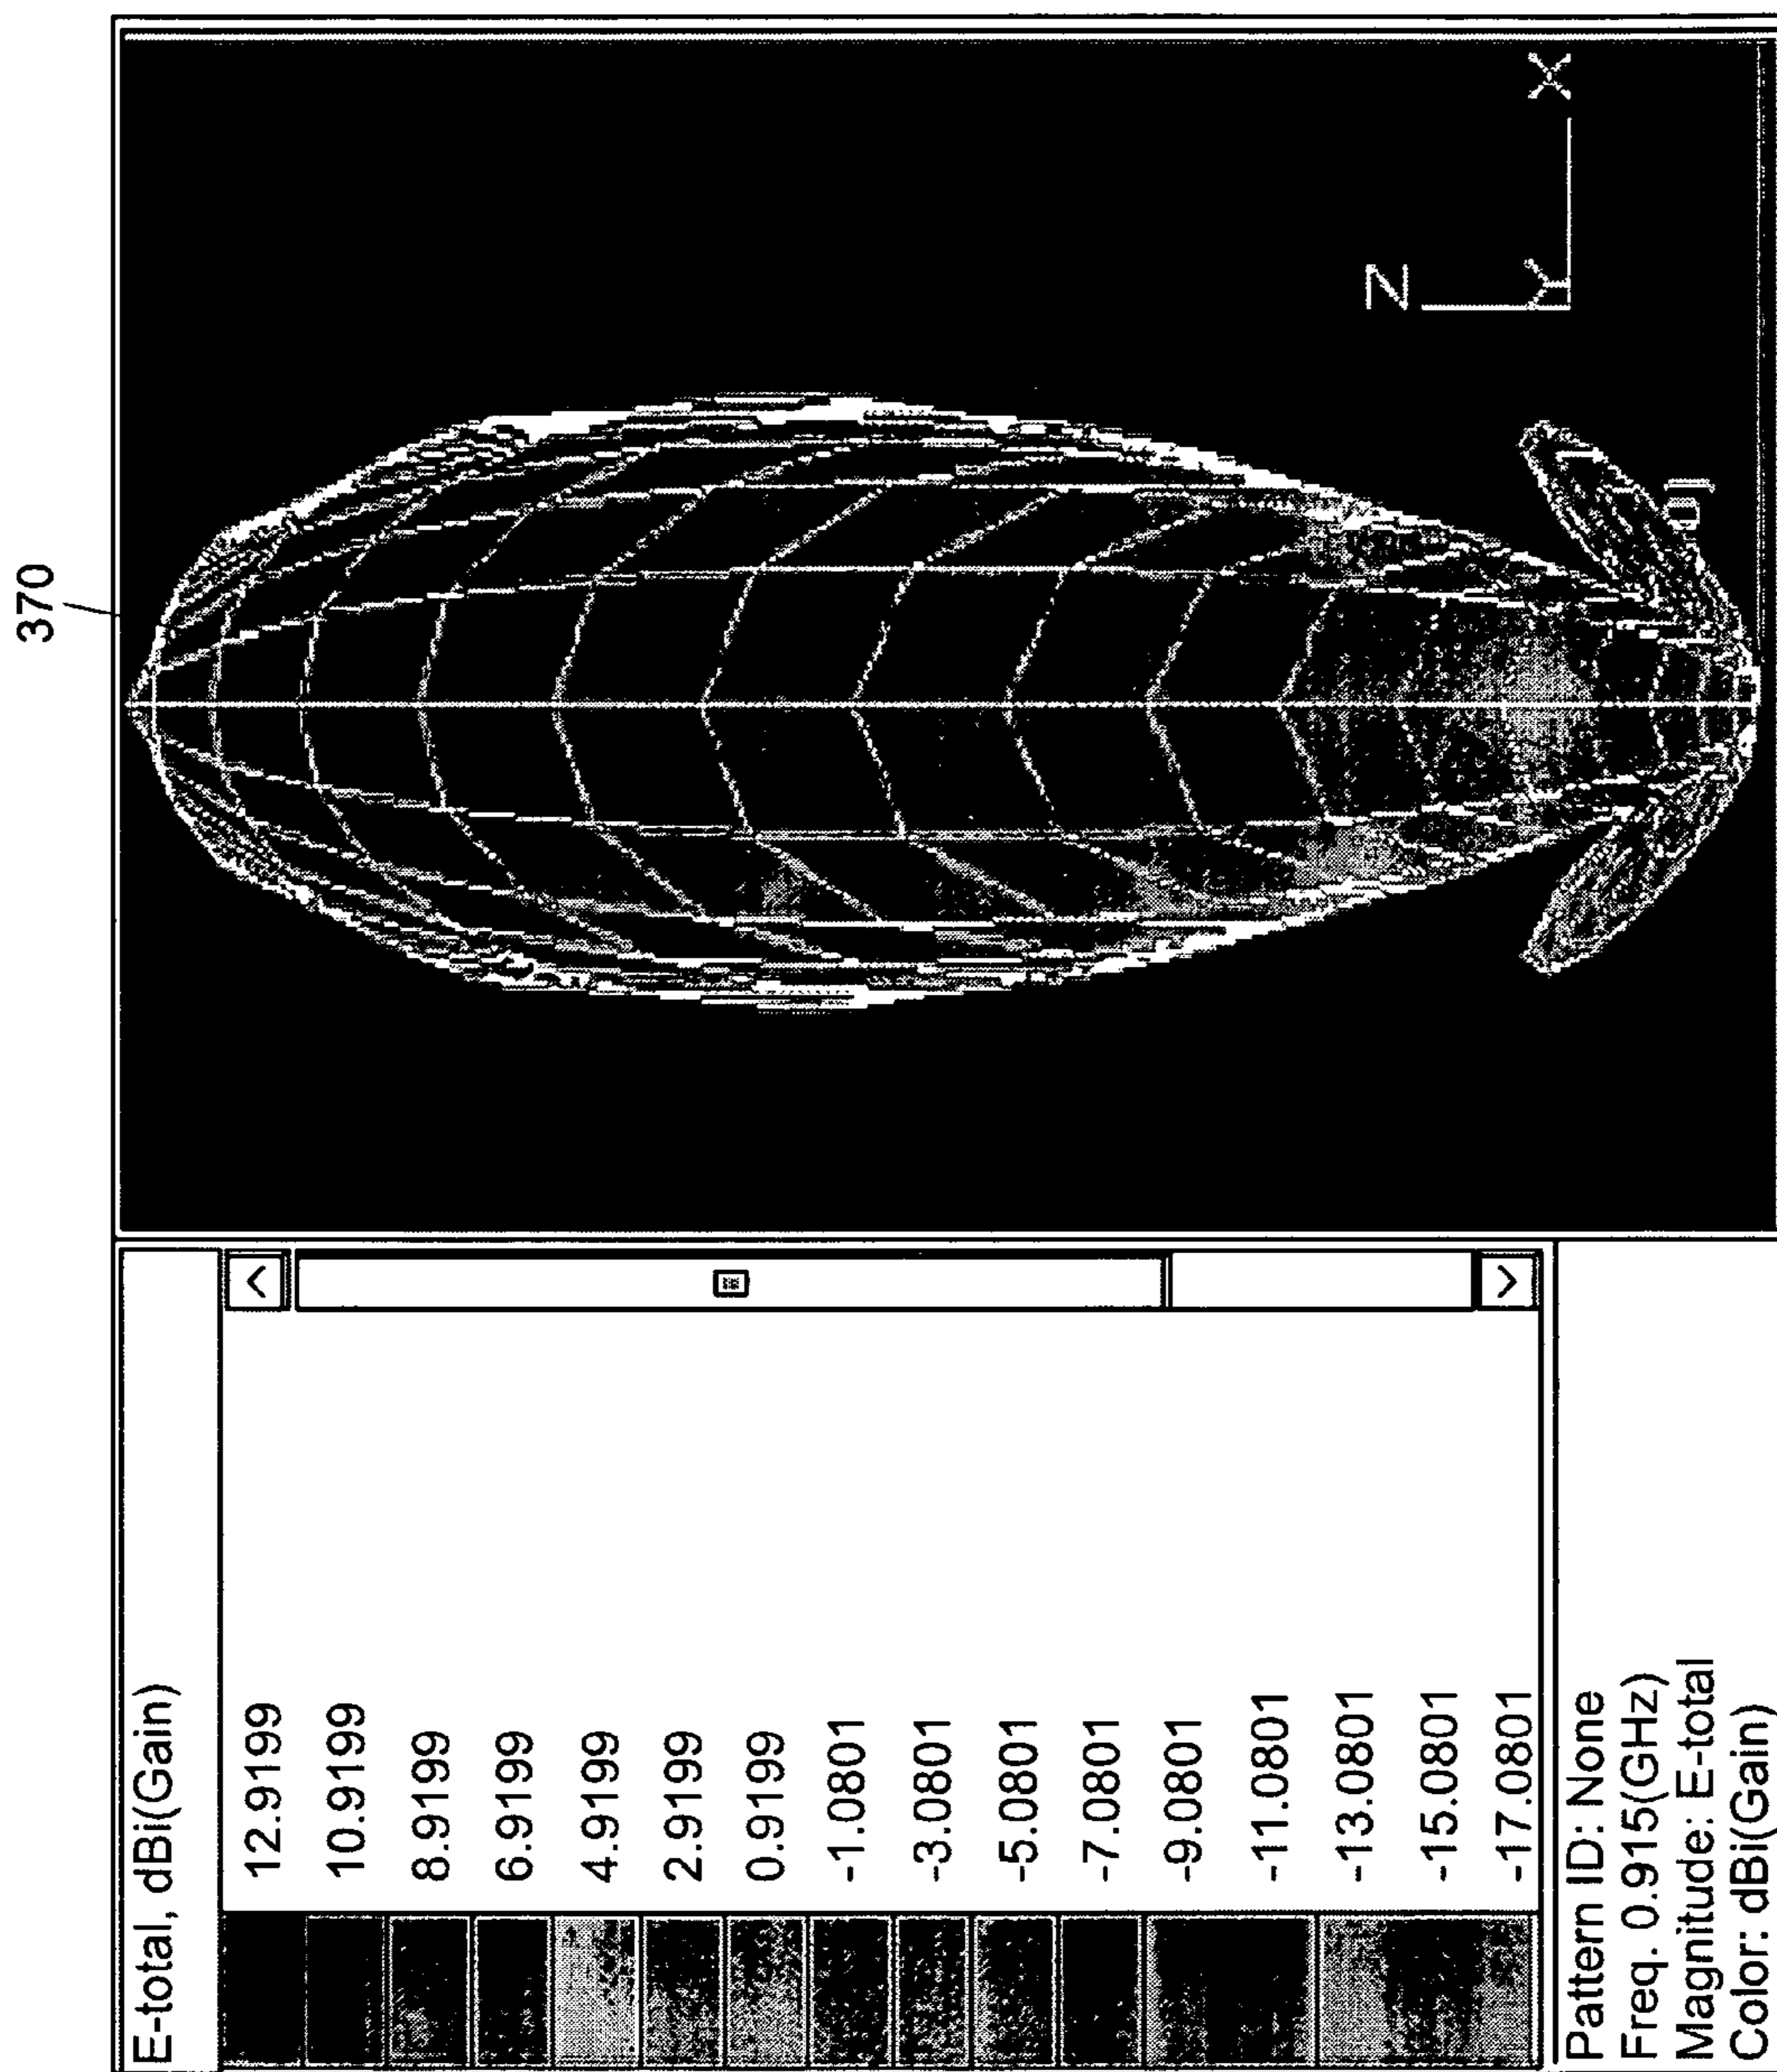 370
E-total, dBi(Gain)
12.9199
10.9199
8.9199
6.9199
4.9199
2.9199
0.9199
-1.0801
-3.0801
-5.0801
-7.0801
-9.0801
-11.0801
-13.0801
-15.0801
-17.0801
Pattern ID: None
Freq. 0.915(GHz)
Magnitude: E-total
Color: dBi(Gain)
Z
Y
X